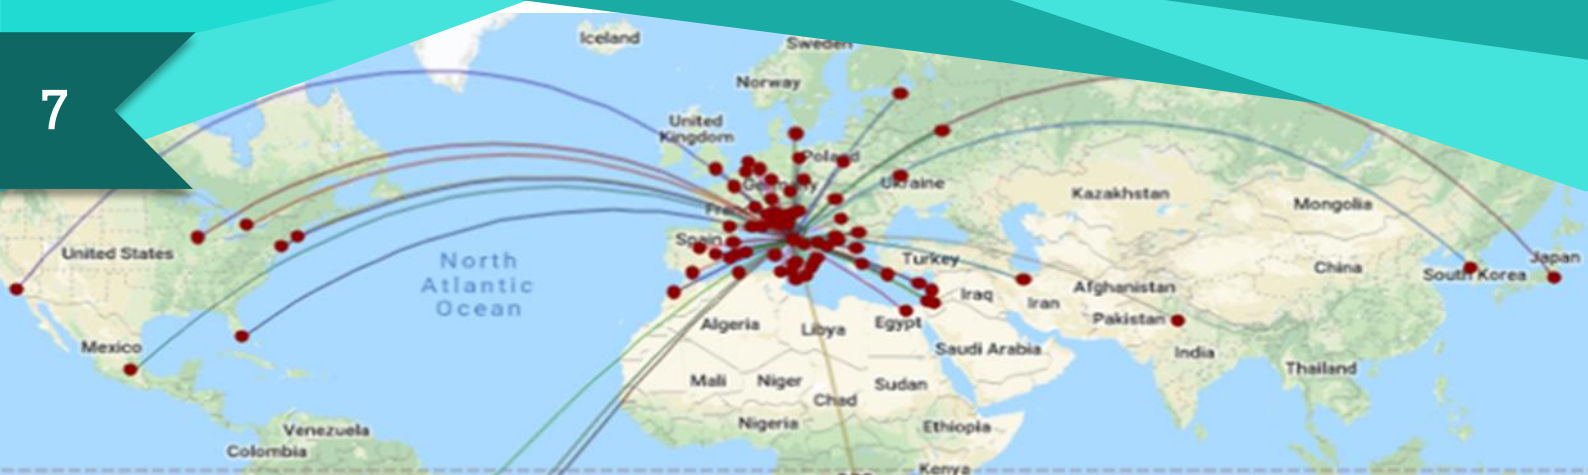 7
Iceland
Sweden
Norway
United
Kingdom
Poland
Germany
Ukraine
Kazakhstan
Mongolia
France
Spain
United States
North
Atlantic
Ocean
Turkey
Japan
South Korea
China
Afghanistan
Iraq
Iran
Pakistan
Algeria
Libya
Egypt
Mexico
Saudi Arabia
India
Thailand
Mali
Niger
Sudan
Chad
Nigeria
Ethiopia
Venezuela
Colombia
Kenya